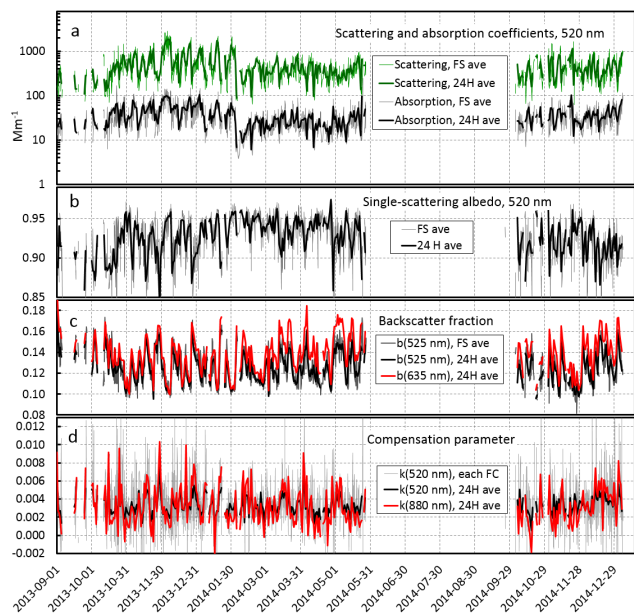 a
Scattering and absorption coefficients, 520 nm
Scattering, FS ave
Scattering, 24H ave
Absorption, FS ave
Absorption, 24H ave
1000
100
10
1
Mm-1
b
Single-scattering albedo, 520 nm
FS ave
24 H ave
0.95
0.90
0.85
c
Backscatter fraction
b(525 nm), FS ave
b(525 nm), 24H ave
b(635 nm), 24H ave
0.18
0.16
0.14
0.12
0.10
0.08
d
Compensation parameter
k(520 nm), each FC
k(520 nm), 24H ave
k(880 nm), 24H ave
0.012
0.010
0.008
0.006
0.004
0.002
0.000
-0.002
2013-09-01
2013-10-01
2013-10-31
2013-11-30
2013-12-31
2014-01-30
2014-03-01
2014-03-31
2014-05-01
2014-05-31
2014-06-30
2014-07-30
2014-08-30
2014-09-29
2014-10-29
2014-11-28
2014-12-29